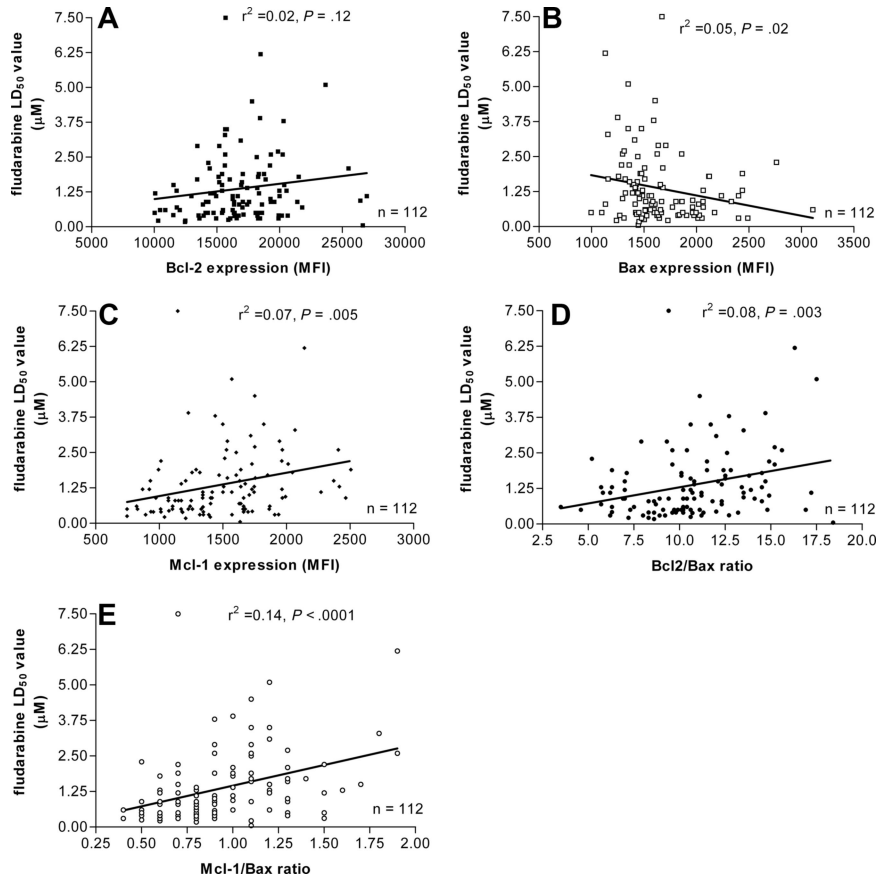 A
r² =0.02, P = .12
fludarabine LD₅₀ value
(µM)
7.50
6.25
5.00
3.75
2.50
1.25
0.00
n = 112
5000 10000 15000 20000 25000 30000
Bcl-2 expression (MFI)
B
r² =0.05, P = .02
fludarabine LD₅₀ value
(µM)
7.50
6.25
5.00
3.75
2.50
1.25
0.00
n = 112
500 1000 1500 2000 2500 3000 3500
Bax expression (MFI)
C
r² =0.07, P = .005
fludarabine LD₅₀ value
(µM)
7.50
6.25
5.00
3.75
2.50
1.25
0.00
n = 112
500 1000 1500 2000 2500 3000
Mcl-1 expression (MFI)
D
r² =0.08, P = .003
fludarabine LD₅₀ value
(µM)
7.50
6.25
5.00
3.75
2.50
1.25
0.00
n = 112
2.5 5.0 7.5 10.0 12.5 15.0 17.5 20.0
Bcl2/Bax ratio
E
r² =0.14, P < .0001
fludarabine LD₅₀ value
(µM)
7.50
6.25
5.00
3.75
2.50
1.25
0.00
n = 112
0.25 0.50 0.75 1.00 1.25 1.50 1.75 2.00
Mcl-1/Bax ratio